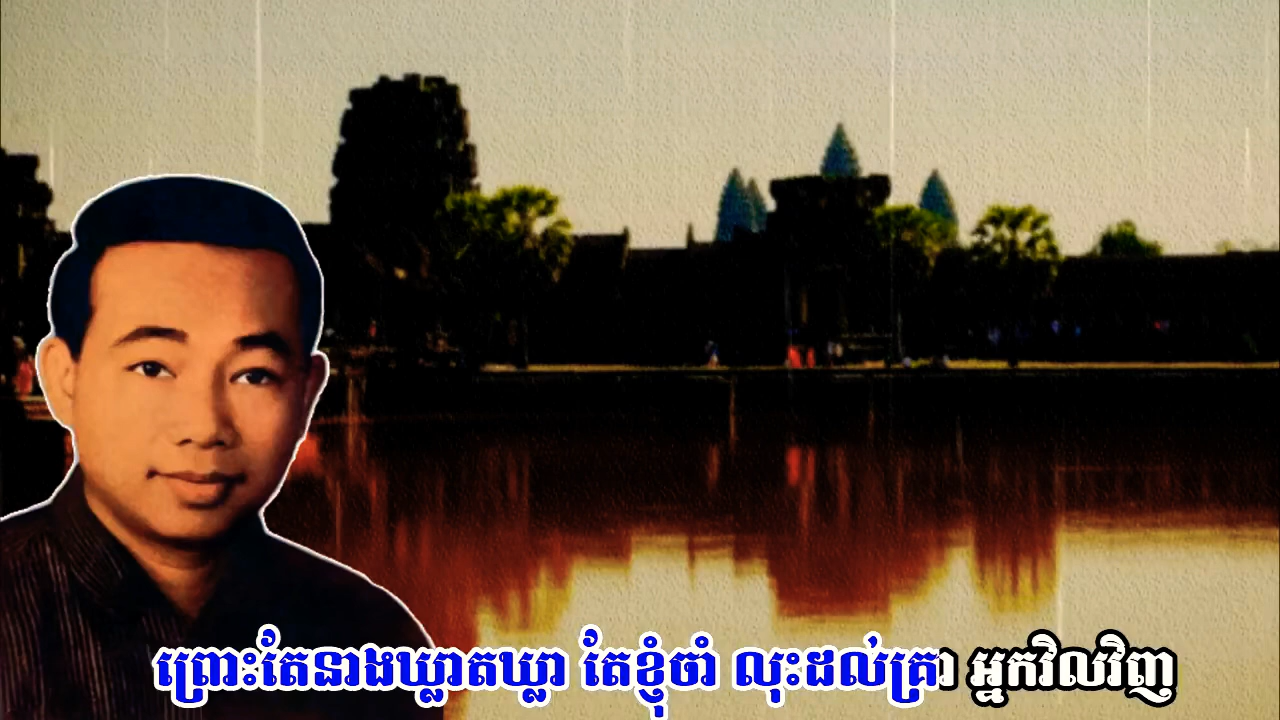 ព្រោះតែនាងឃ្លាតឃ្លា តែខ្ញុំចាំ លុះដល់គ្រា អ្នកវិលវិញ